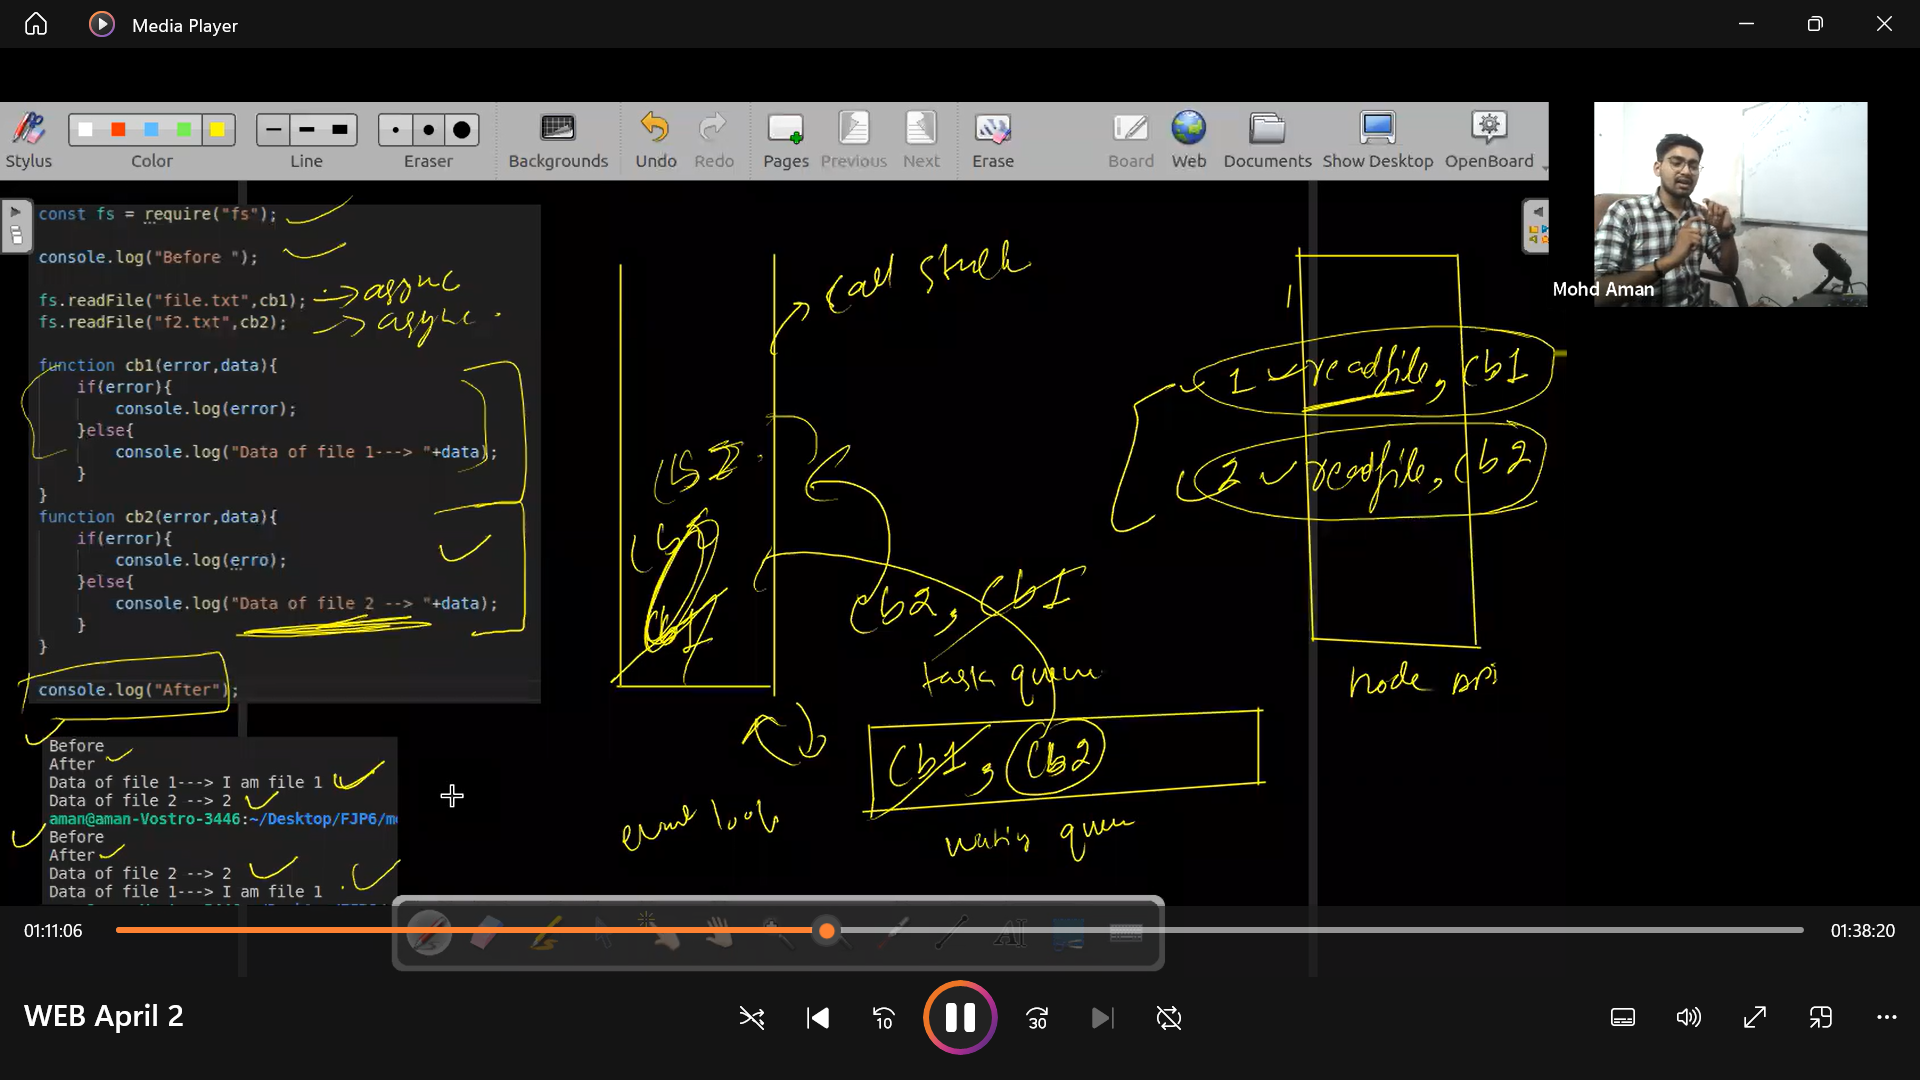 Media Player
Stylus
Color
Line
Eraser
Backgrounds
Undo
Redo
Pages
Previous
Next
Erase
Board
Web
Documents
Show Desktop
OpenBoard
Mohd Aman
const fs = require("fs");
console.log("Before ");
fs.readFile("file.txt",cb1); → async
fs.readFile("f2.txt",cb2); → async
function cb1(error,data){
if(error){
console.log(error);
}else{
console.log("Data of file 1---> "+data);
}
}
function cb2(error,data){
if(error){
console.log(erro);
}else{
console.log("Data of file 2 --> "+data);
}
}
console.log("After");
Before
After
Data of file 1---> I am file 1
Data of file 2 --> 2
aman@aman-Vostro-3446:~/Desktop/FJP6/m
Before
After
Data of file 2 --> 2
Data of file 1---> I am file 1
call stack
cb2
cb1
cb2, cb1
task queue
cb1, cb2
event loop
1
1 readfile, cb1
2 readfile, cb2
node api
01:11:06
01:38:20
WEB April 2
10
30